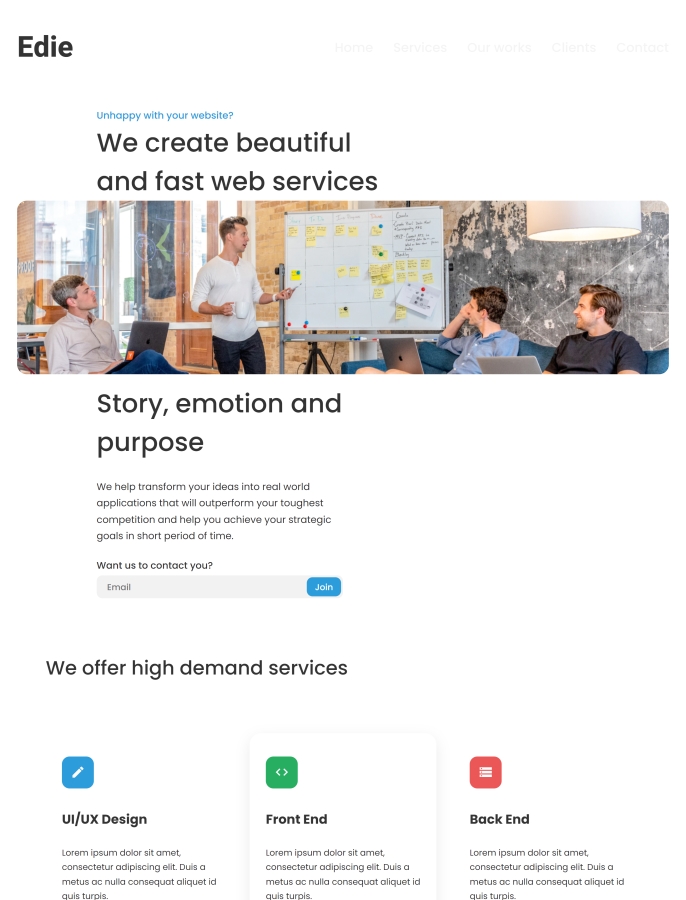 Edie
Home Services Our works Clients Contact
Unhappy with your website?
We create beautiful
and fast web services
Story, emotion and
purpose
We help transform your ideas into real world
applications that will outperform your toughest
competition and help you achieve your strategic
goals in short period of time.
Want us to contact you?
Email Join
We offer high demand services
UI/UX Design
Lorem ipsum dolor sit amet,
consectetur adipiscing elit. Duis a
metus ac nulla consequat aliquet id
quis turpis.
Front End
Lorem ipsum dolor sit amet,
consectetur adipiscing elit. Duis a
metus ac nulla consequat aliquet id
quis turpis.
Back End
Lorem ipsum dolor sit amet,
consectetur adipiscing elit. Duis a
metus ac nulla consequat aliquet id
quis turpis.